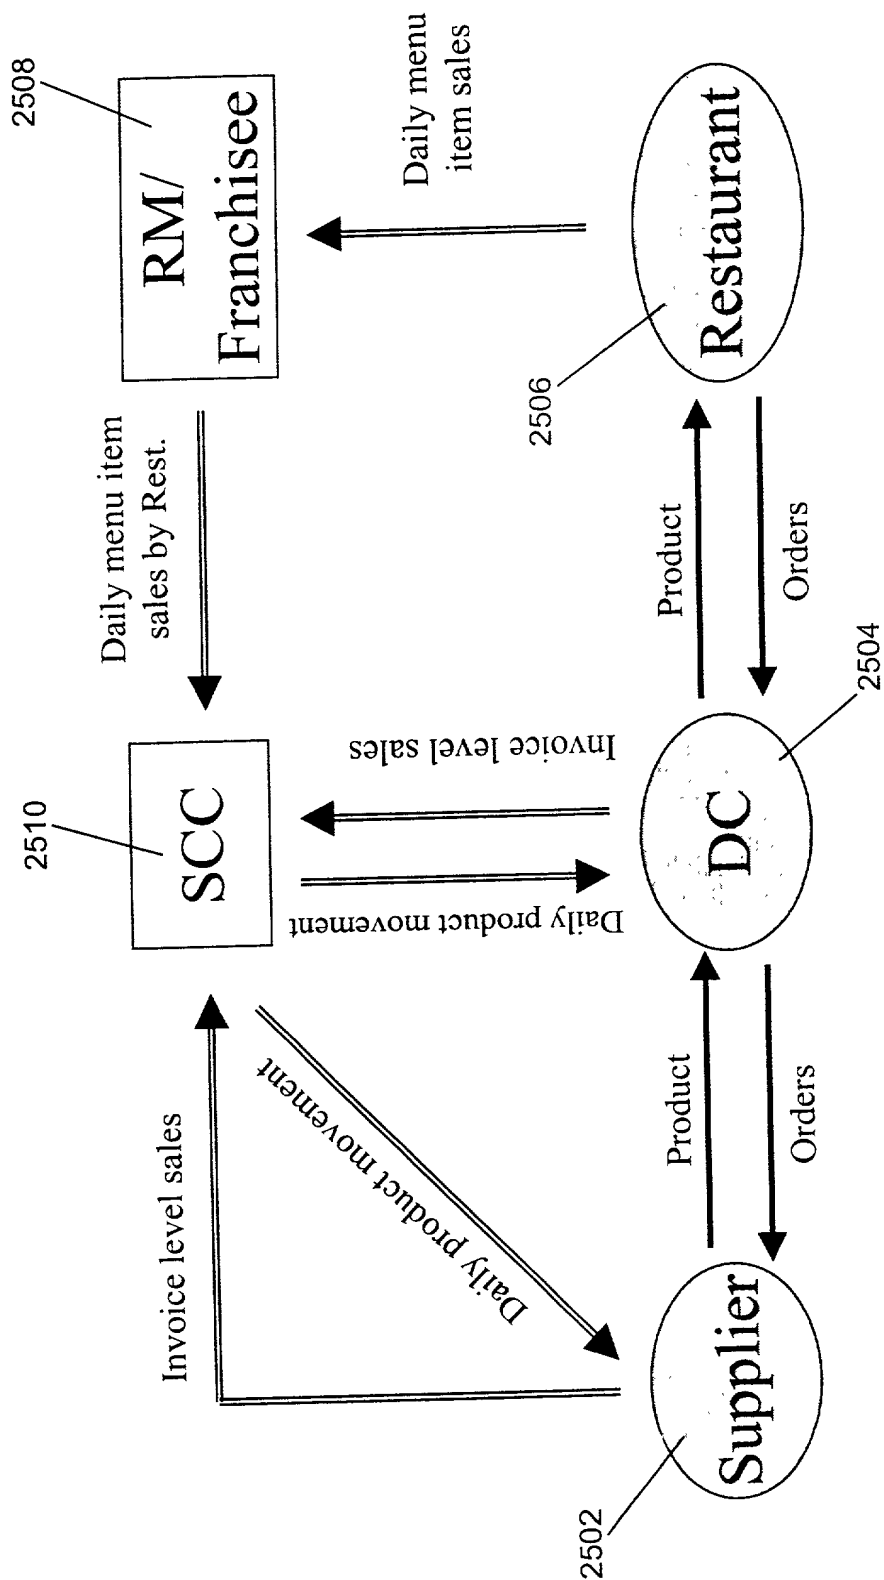 2510
2508
SCC
RM/
Franchisee
Invoice level sales
Daily menu item
sales by Rest.
Daily product movement
Daily product movement
Invoice level sales
Daily menu
item sales
2502
Supplier
Product
Orders
DC
2504
Product
Orders
2506
Restaurant